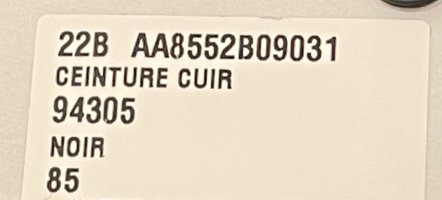 22B AA8552B09031
CEINTURE CUIR
94305
NOIR
85